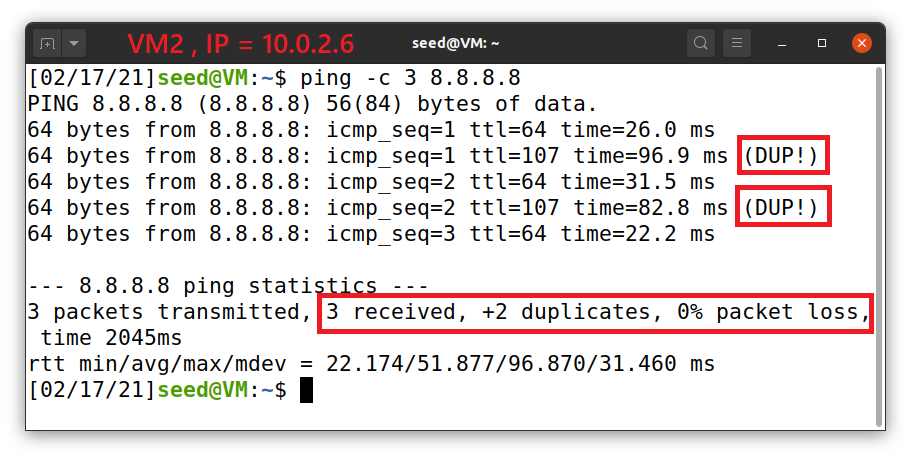 VM2 , IP = 10.0.2.6
seed@VM: ~
[02/17/21]seed@VM:~$ ping -c 3 8.8.8.8
PING 8.8.8.8 (8.8.8.8) 56(84) bytes of data.
64 bytes from 8.8.8.8: icmp_seq=1 ttl=64 time=26.0 ms
64 bytes from 8.8.8.8: icmp_seq=1 ttl=107 time=96.9 ms (DUP!)
64 bytes from 8.8.8.8: icmp_seq=2 ttl=64 time=31.5 ms
64 bytes from 8.8.8.8: icmp_seq=2 ttl=107 time=82.8 ms (DUP!)
64 bytes from 8.8.8.8: icmp_seq=3 ttl=64 time=22.2 ms
--- 8.8.8.8 ping statistics ---
3 packets transmitted, 3 received, +2 duplicates, 0% packet loss,
time 2045ms
rtt min/avg/max/mdev = 22.174/51.877/96.870/31.460 ms
[02/17/21]seed@VM:~$